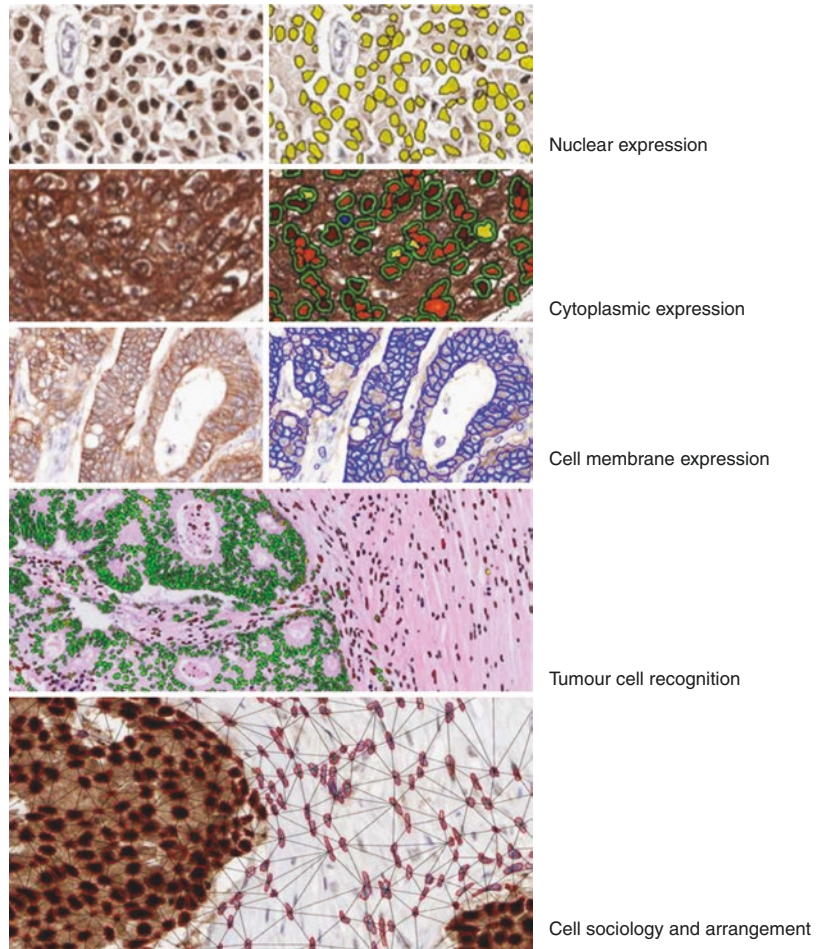 Nuclear expression
Cytoplasmic expression
Cell membrane expression
Tumour cell recognition
Cell sociology and arrangement